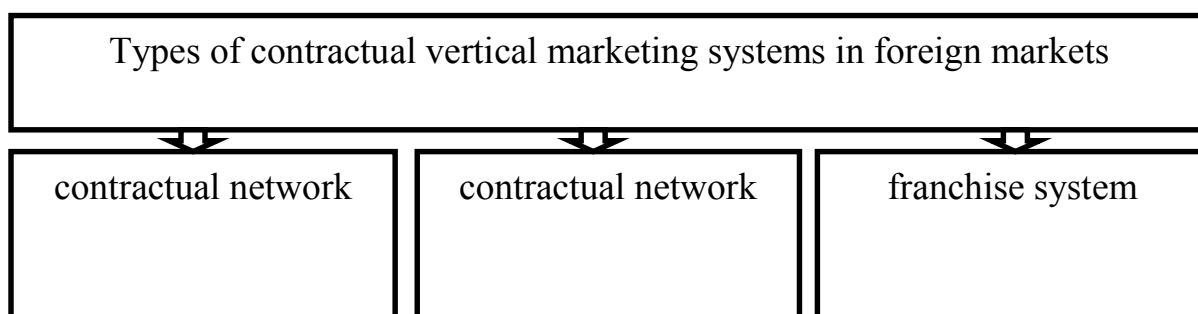 Types of contractual vertical marketing systems in foreign markets
contractual network
contractual network
franchise system